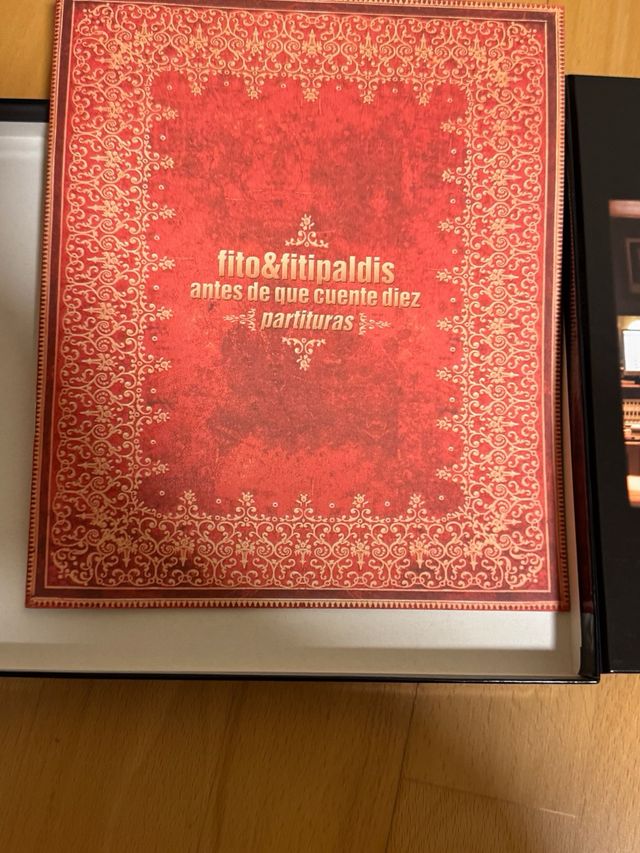 fito&fitipaldis
antes de que cuente diez
partituras